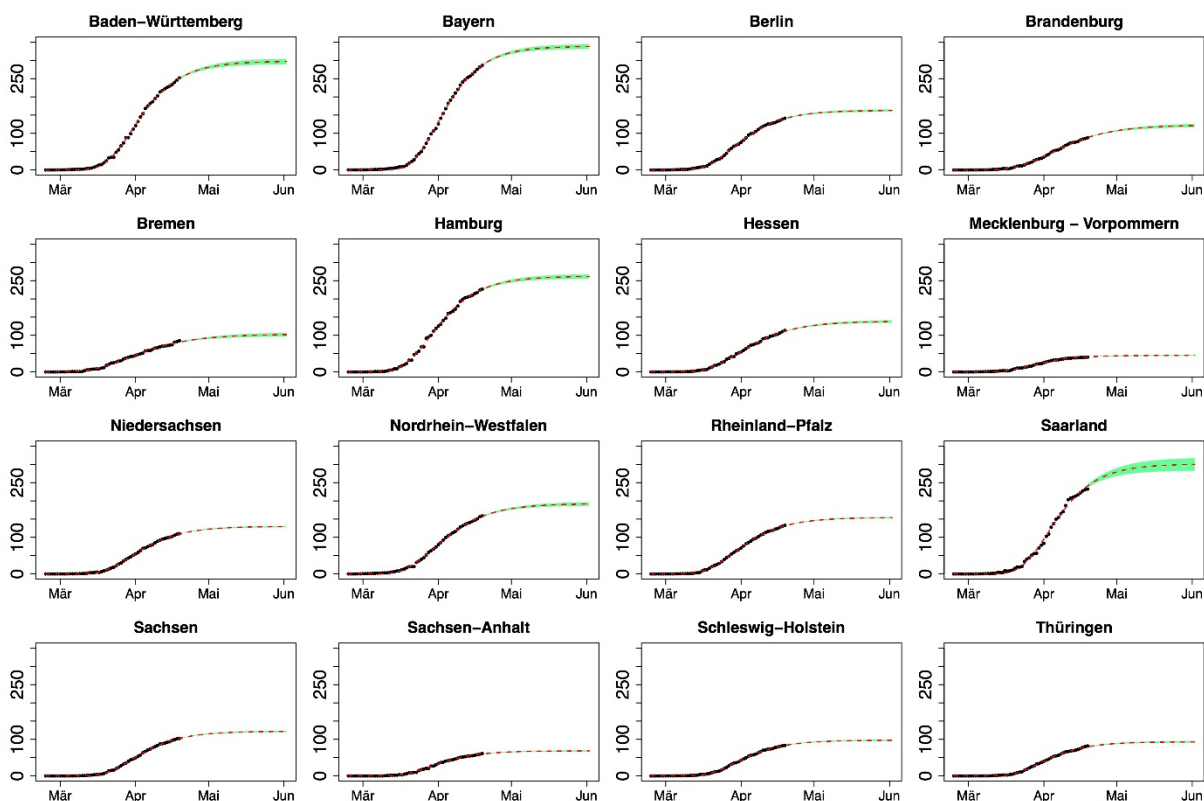 Baden–Württemberg
Bayern
Berlin
Brandenburg
0 100 250
Mär Apr Mai Jun
0 100 250
Mär Apr Mai Jun
0 100 250
Mär Apr Mai Jun
0 100 250
Mär Apr Mai Jun
Bremen
Hamburg
Hessen
Mecklenburg – Vorpommern
0 100 250
Mär Apr Mai Jun
0 100 250
Mär Apr Mai Jun
0 100 250
Mär Apr Mai Jun
0 100 250
Mär Apr Mai Jun
Niedersachsen
Nordrhein–Westfalen
Rheinland–Pfalz
Saarland
0 100 250
Mär Apr Mai Jun
0 100 250
Mär Apr Mai Jun
0 100 250
Mär Apr Mai Jun
0 100 250
Mär Apr Mai Jun
Sachsen
Sachsen–Anhalt
Schleswig–Holstein
Thüringen
0 100 250
Mär Apr Mai Jun
0 100 250
Mär Apr Mai Jun
0 100 250
Mär Apr Mai Jun
0 100 250
Mär Apr Mai Jun